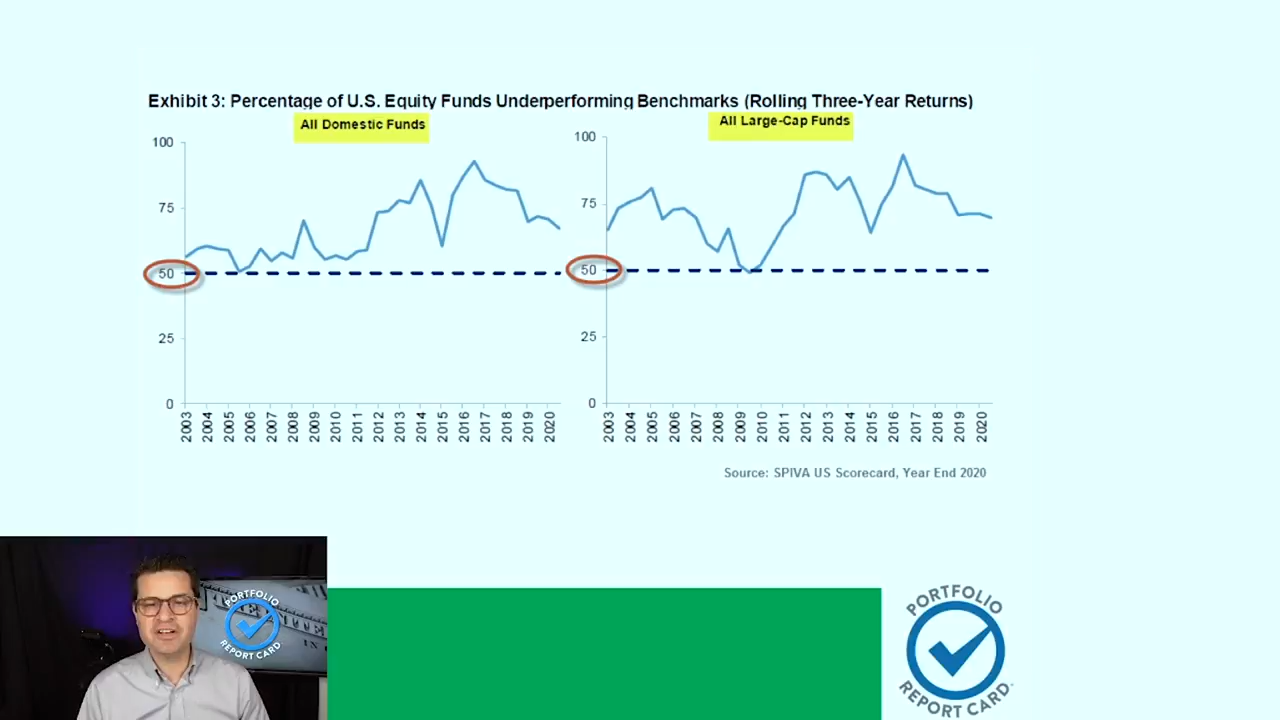 Exhibit 3: Percentage of U.S. Equity Funds Underperforming Benchmarks (Rolling Three-Year Returns)
All Domestic Funds
100
75
50
25
0
2003 2004 2005 2006 2007 2008 2009 2010 2011 2012 2013 2014 2015 2016 2017 2018 2019 2020
All Large-Cap Funds
100
75
50
25
0
2003 2004 2005 2006 2007 2008 2009 2010 2011 2012 2013 2014 2015 2016 2017 2018 2019 2020
Source: SPIVA US Scorecard, Year End 2020
PORTFOLIO
REPORT CARD
PORTFOLIO
REPORT CARD